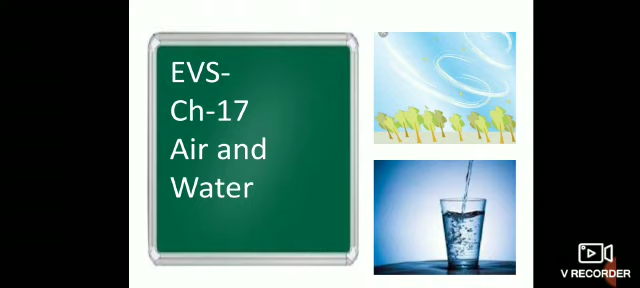 EVS-
Ch-17
Air and
Water
V RECORDER